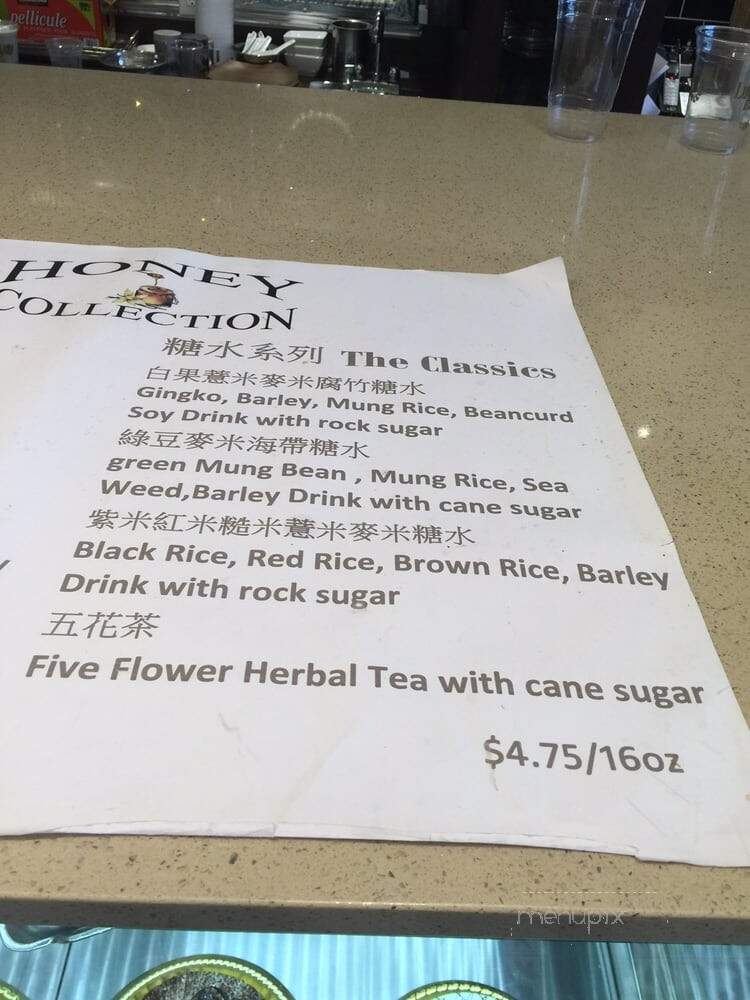 pellicule
HONEY
COLLECTION
糖水系列 The Classics
白果薏米麥米腐竹糖水
Gingko, Barley, Mung Rice, Beancurd
Soy Drink with rock sugar
綠豆麥米海帶糖水
green Mung Bean , Mung Rice, Sea
Weed,Barley Drink with cane sugar
紫米紅米糙米薏米麥米糖水
Black Rice, Red Rice, Brown Rice, Barley
Drink with rock sugar
五花茶
Five Flower Herbal Tea with cane sugar
$4.75/16oz
menupix